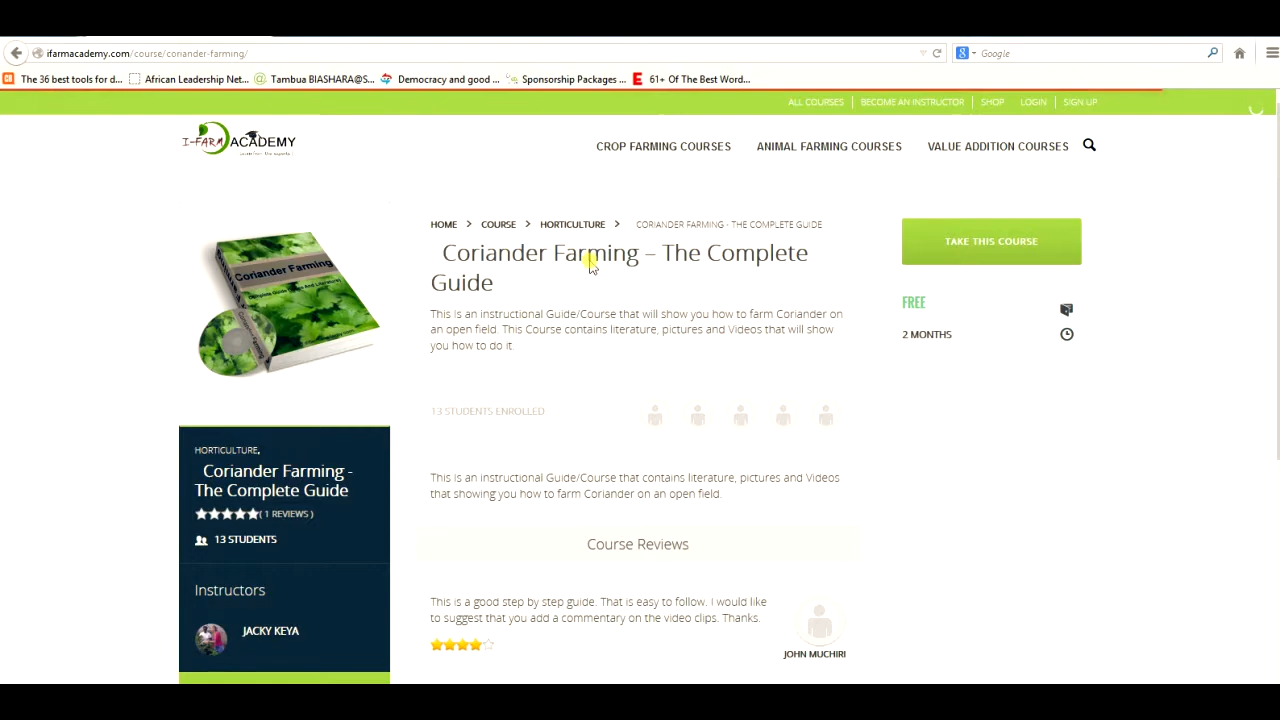 ifarmacademy.com/course/coriander-farming/
Google
The 36 best tools for d...
African Leadership Net...
Tambua BIASHARA@S...
Democracy and good ...
Sponsorship Packages ...
61+ Of The Best Word...
ALL COURSES
BECOME AN INSTRUCTOR
SHOP
LOGIN
SIGN UP
I-FARM ACADEMY
CROP FARMING COURSES
ANIMAL FARMING COURSES
VALUE ADDITION COURSES
HOME > COURSE > HORTICULTURE > CORIANDER FARMING - THE COMPLETE GUIDE
Coriander Farming – The Complete
Guide
This is an instructional Guide/Course that will show you how to farm Coriander on
an open field. This Course contains literature, pictures and Videos that will show
you how to do it.
13 STUDENTS ENROLLED
This is an instructional Guide/Course that contains literature, pictures and Videos
that showing you how to farm Coriander on an open field.
Course Reviews
This is a good step by step guide. That is easy to follow. I would like
to suggest that you add a commentary on the video clips. Thanks.
JOHN MUCHIRI
TAKE THIS COURSE
FREE
2 MONTHS
Coriander Farming
HORTICULTURE,
Coriander Farming -
The Complete Guide
( 1 REVIEWS )
13 STUDENTS
Instructors
JACKY KEYA